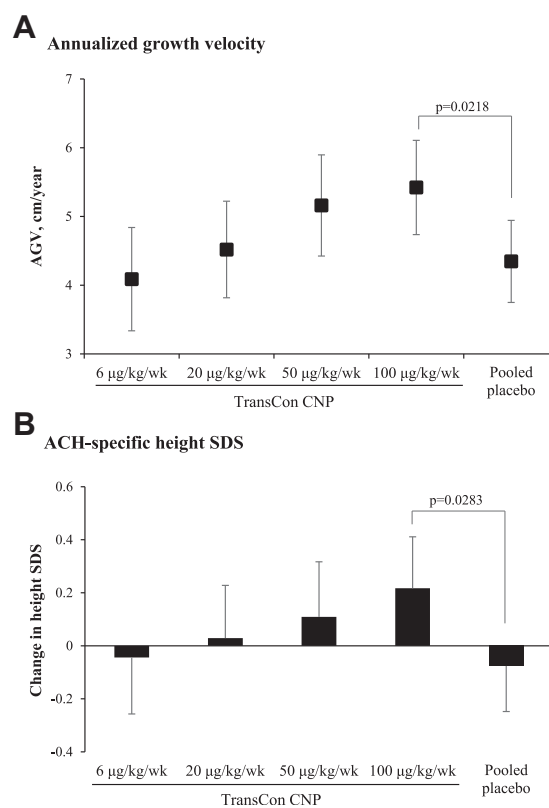 A
Annualized growth velocity
7
6
5
4
3
AGV, cm/year
p=0.0218
6 μg/kg/wk 20 μg/kg/wk 50 μg/kg/wk 100 μg/kg/wk Pooled placebo
TransCon CNP
B
ACH-specific height SDS
0.6
0.4
0.2
0
-0.2
-0.4
Change in height SDS
p=0.0283
6 μg/kg/wk 20 μg/kg/wk 50 μg/kg/wk 100 μg/kg/wk Pooled placebo
TransCon CNP